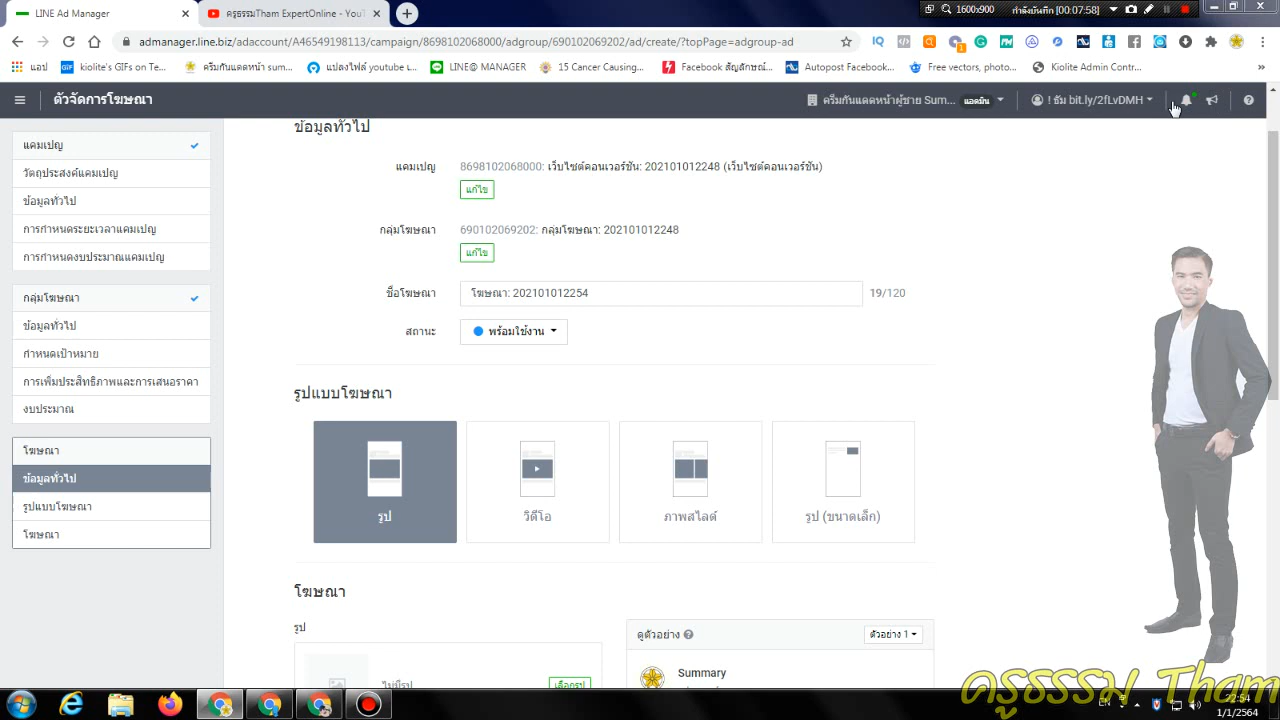 LINE Ad Manager
ครูธรรมTham ExpertOnline - YouT
1600x900
กำลังบันทึก [00:07:58]
admanager.line.biz/adaccount/A46549198113/campaign/8698102068000/adgroup/690102069202/ad/create/?topPage=adgroup-ad
แอป
kiolite's GIFs on Te...
ครีมกันแดดหน้า sum...
แปลงไฟล์ youtube เ...
LINE@ MANAGER
15 Cancer Causing...
Facebook สัญลักษณ์...
Autopost Facebook...
Free vectors, photo...
Kiolite Admin Contr...
ตัวจัดการโฆษณา
ครีมกันแดดหน้าผู้ชาย Sum... แอดมิน
! ธัม bit.ly/2fLvDMH
แคมเปญ
วัตถุประสงค์แคมเปญ
ข้อมูลทั่วไป
การกำหนดระยะเวลาแคมเปญ
การกำหนดงบประมาณแคมเปญ
กลุ่มโฆษณา
ข้อมูลทั่วไป
กำหนดเป้าหมาย
การเพิ่มประสิทธิภาพและการเสนอราคา
งบประมาณ
โฆษณา
ข้อมูลทั่วไป
รูปแบบโฆษณา
โฆษณา
ข้อมูลทั่วไป
แคมเปญ
8698102068000: เว็บไซต์คอนเวอร์ชัน: 202101012248 (เว็บไซต์คอนเวอร์ชัน)
แก้ไข
กลุ่มโฆษณา
690102069202: กลุ่มโฆษณา: 202101012248
แก้ไข
ชื่อโฆษณา
โฆษณา: 202101012254
19/120
สถานะ
พร้อมใช้งาน
รูปแบบโฆษณา
รูป
วิดีโอ
ภาพสไลด์
รูป (ขนาดเล็ก)
โฆษณา
รูป
ไม่มีรูป
เลือกรูป
ดูตัวอย่าง
ตัวอย่าง 1
Summary
ครูธรรม Tham
EN
22:54
1/1/2564